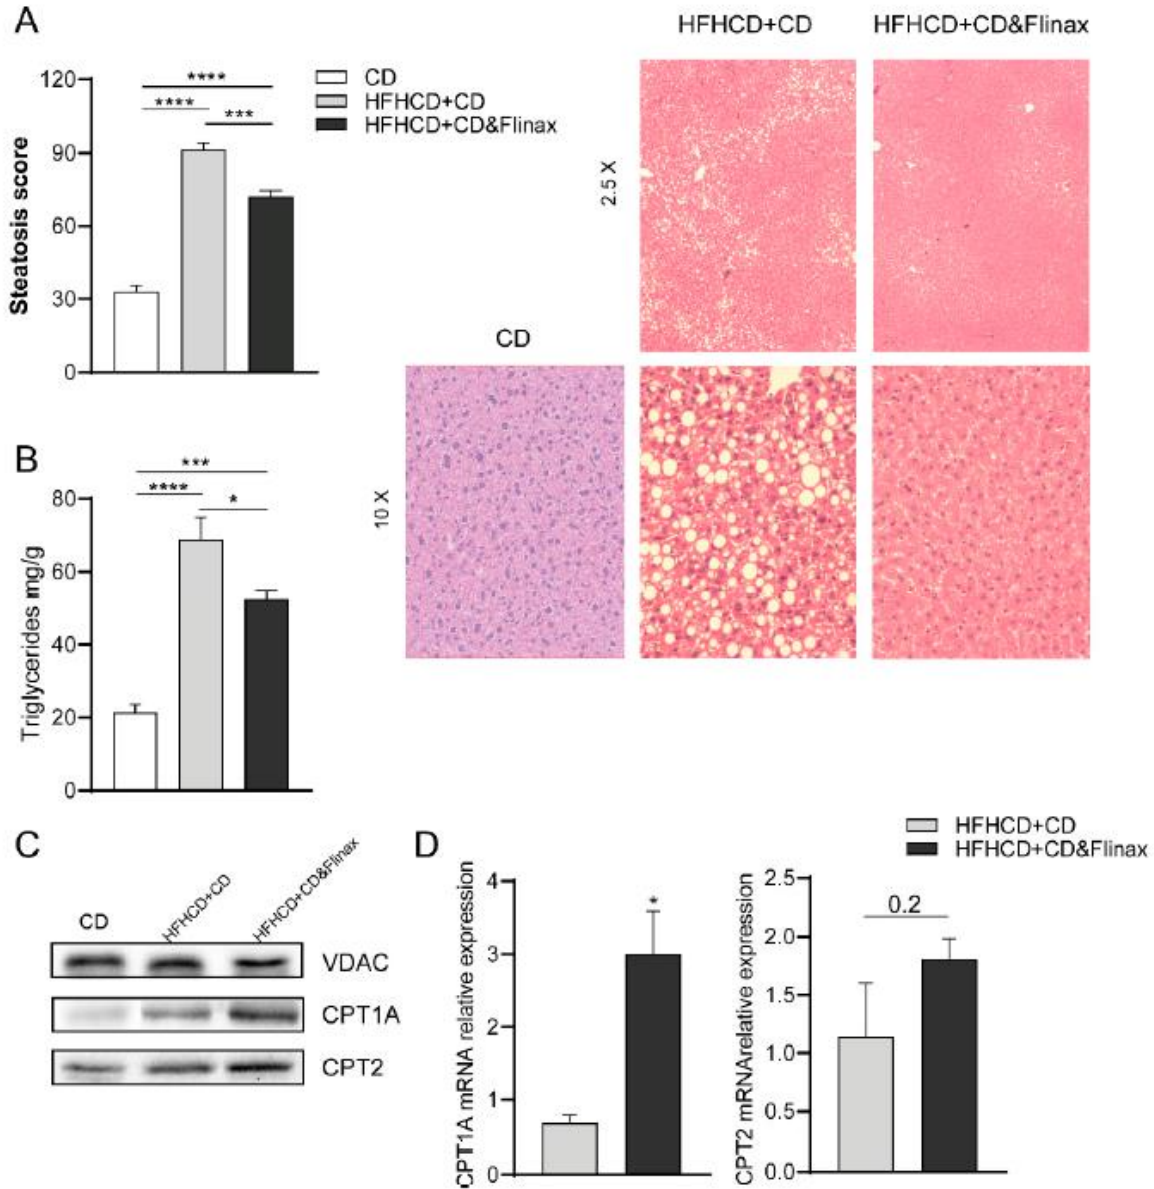 A
HFHCD+CD
HFHCD+CD&Flinax
120
90
60
30
0
Steatosis score
****
****
***
CD
HFHCD+CD
HFHCD+CD&Flinax
2.5 X
CD
10 X
B
80
60
40
20
0
Triglycerides mg/g
***
****
*
C
CD
HFHCD+CD
HFHCD+CD&Flinax
VDAC
CPT1A
CPT2
D
HFHCD+CD
HFHCD+CD&Flinax
CPT1A mRNA relative expression
4
3
2
1
0
*
CPT2 mRNArelative expression
2.5
2.0
1.5
1.0
0.5
0.0
0.2